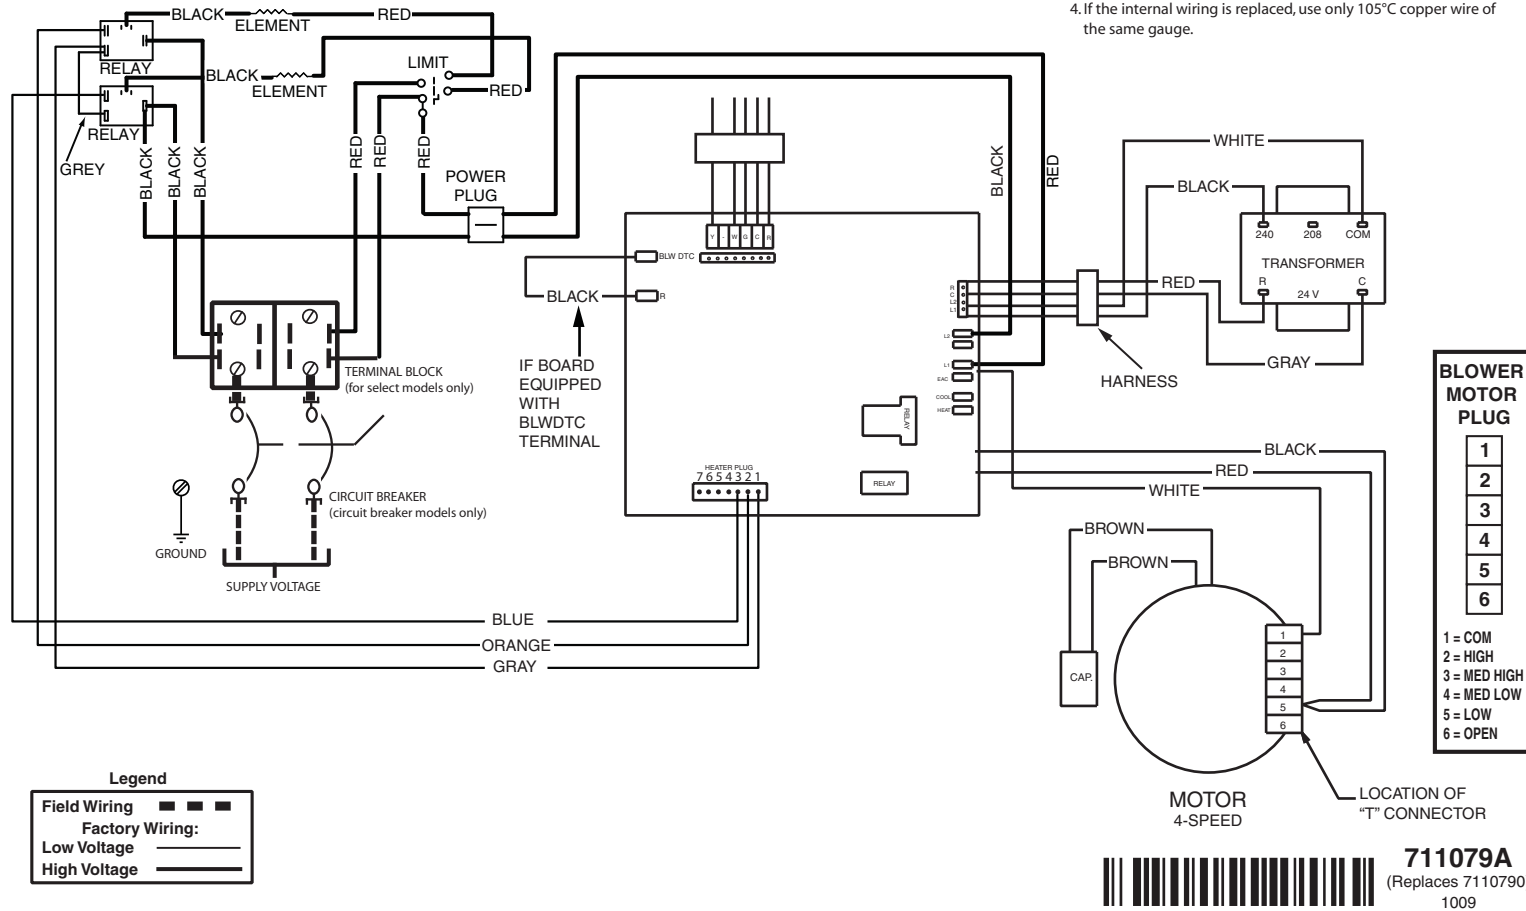 4. If the internal wiring is replaced, use only 105°C copper wire of
the same gauge.
BLACK
ELEMENT
RED
RELAY
BLACK
ELEMENT
LIMIT
RED
RELAY
GREY
BLACK
BLACK
BLACK
RED
RED
RED
POWER
PLUG
BLACK
RED
WHITE
BLACK
240
208
COM
TRANSFORMER
R
24 V
C
RED
GRAY
HARNESS
Y
-
W
G
C
R
BLW DTC
BLACK
R
IF BOARD
EQUIPPED
WITH
BLWDTC
TERMINAL
R
C
L2
L1
L2
L1
EAC
COOL
HEAT
RELAY
RELAY
HEATER PLUG
7 6 5 4 3 2 1
TERMINAL BLOCK
(for select models only)
CIRCUIT BREAKER
(circuit breaker models only)
GROUND
SUPPLY VOLTAGE
BLUE
ORANGE
GRAY
BLACK
RED
WHITE
BROWN
BROWN
CAP.
1
2
3
4
5
6
MOTOR
4-SPEED
LOCATION OF
“T” CONNECTOR
BLOWER
MOTOR
PLUG
1
2
3
4
5
6
1 = COM
2 = HIGH
3 = MED HIGH
4 = MED LOW
5 = LOW
6 = OPEN
Legend
Field Wiring
Factory Wiring:
Low Voltage
High Voltage
711079A
(Replaces 7110790
1009